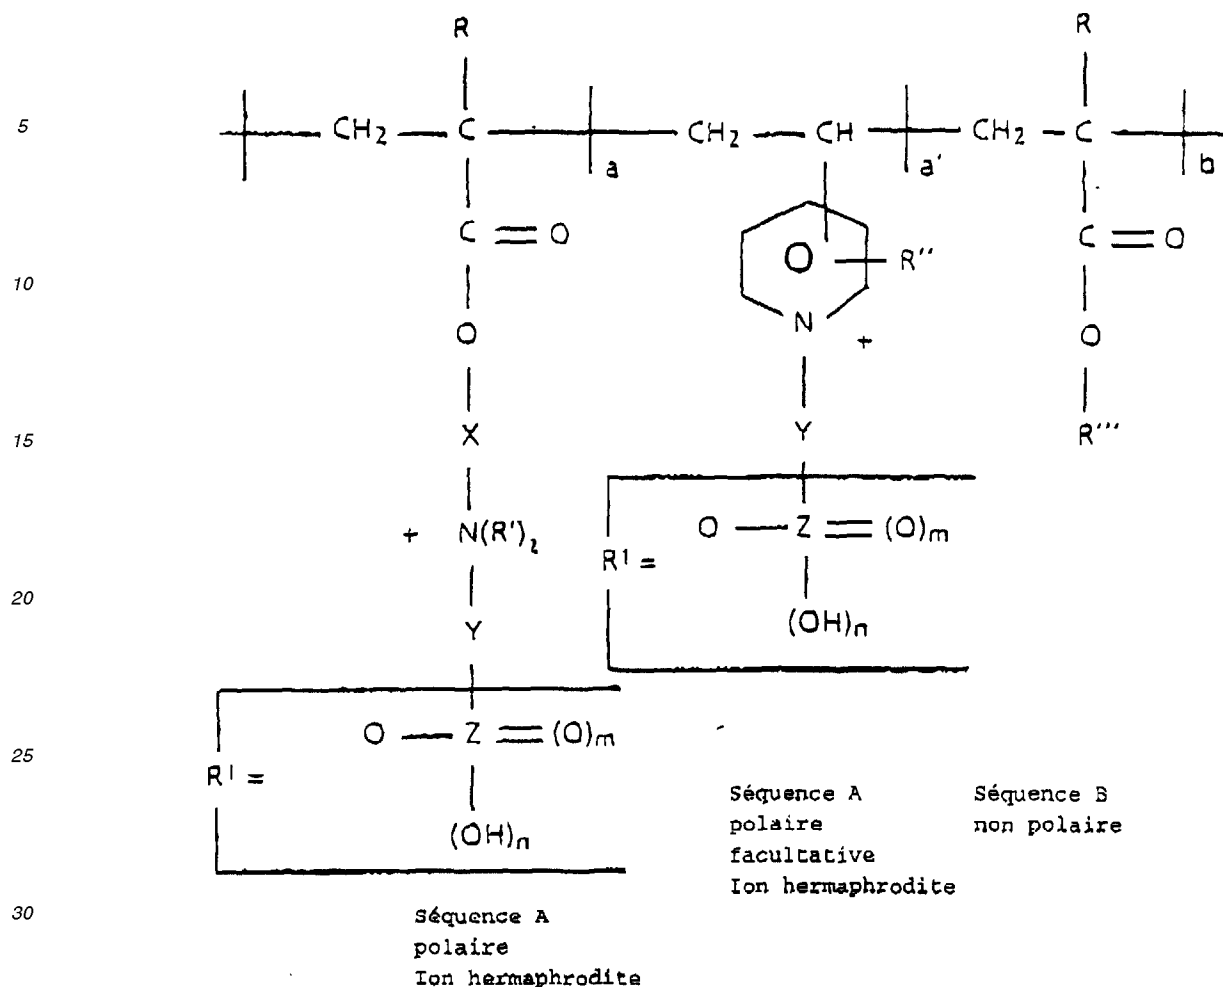 R R
5 CH2 C CH2 CH CH2 C
a a' b
C = O C = O
O R''
10
O N + O
X Y R'''
15
+ N(R')2 O — Z = (O)m
R1 =
20 Y (OH)n
O — Z = (O)m
25 R1 =
(OH)n
Séquence A
polaire
facultative
Ion hermaphrodite
Séquence B
non polaire
30
Séquence A
polaire
Ion hermaphrodite